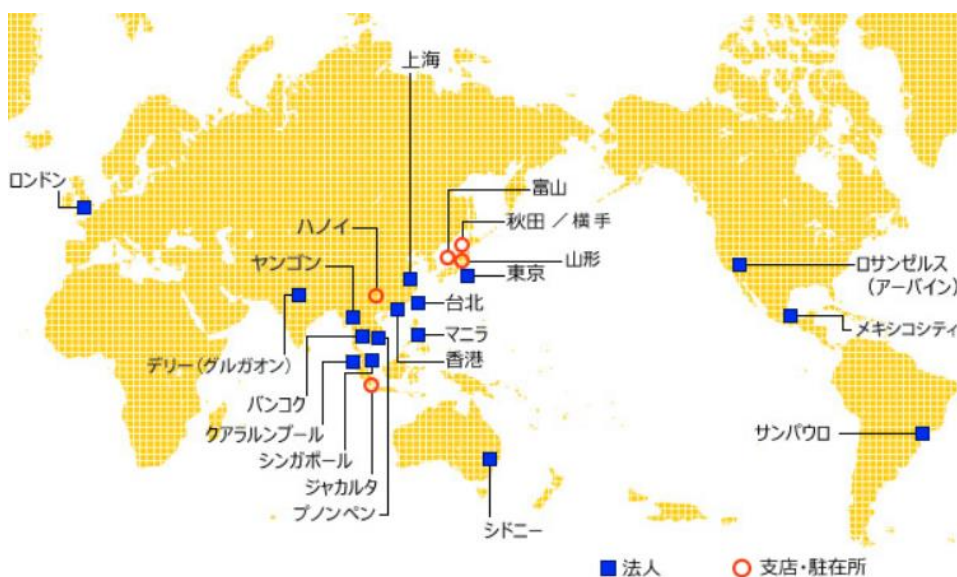 上海
ロンドン
富山
ハノイ
秋田 / 横手
ヤンゴン
山形
東京
ロサンゼルス
(アーバイン)
台北
マニラ
メキシコシティ
デリー(グルガオン)
香港
バンコク
クアラルンプール
サンパウロ
シンガポール
ジャカルタ
プノンペン
シドニー
法人
支店・駐在所